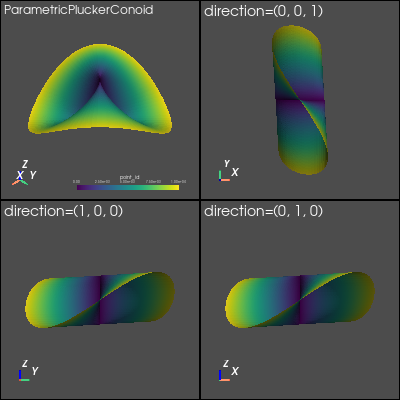 ParametricPluckerConoid
direction=(0, 0, 1)
Z
X Y
point_id
Y
X
direction=(1, 0, 0)
direction=(0, 1, 0)
Z
Y
Z
X